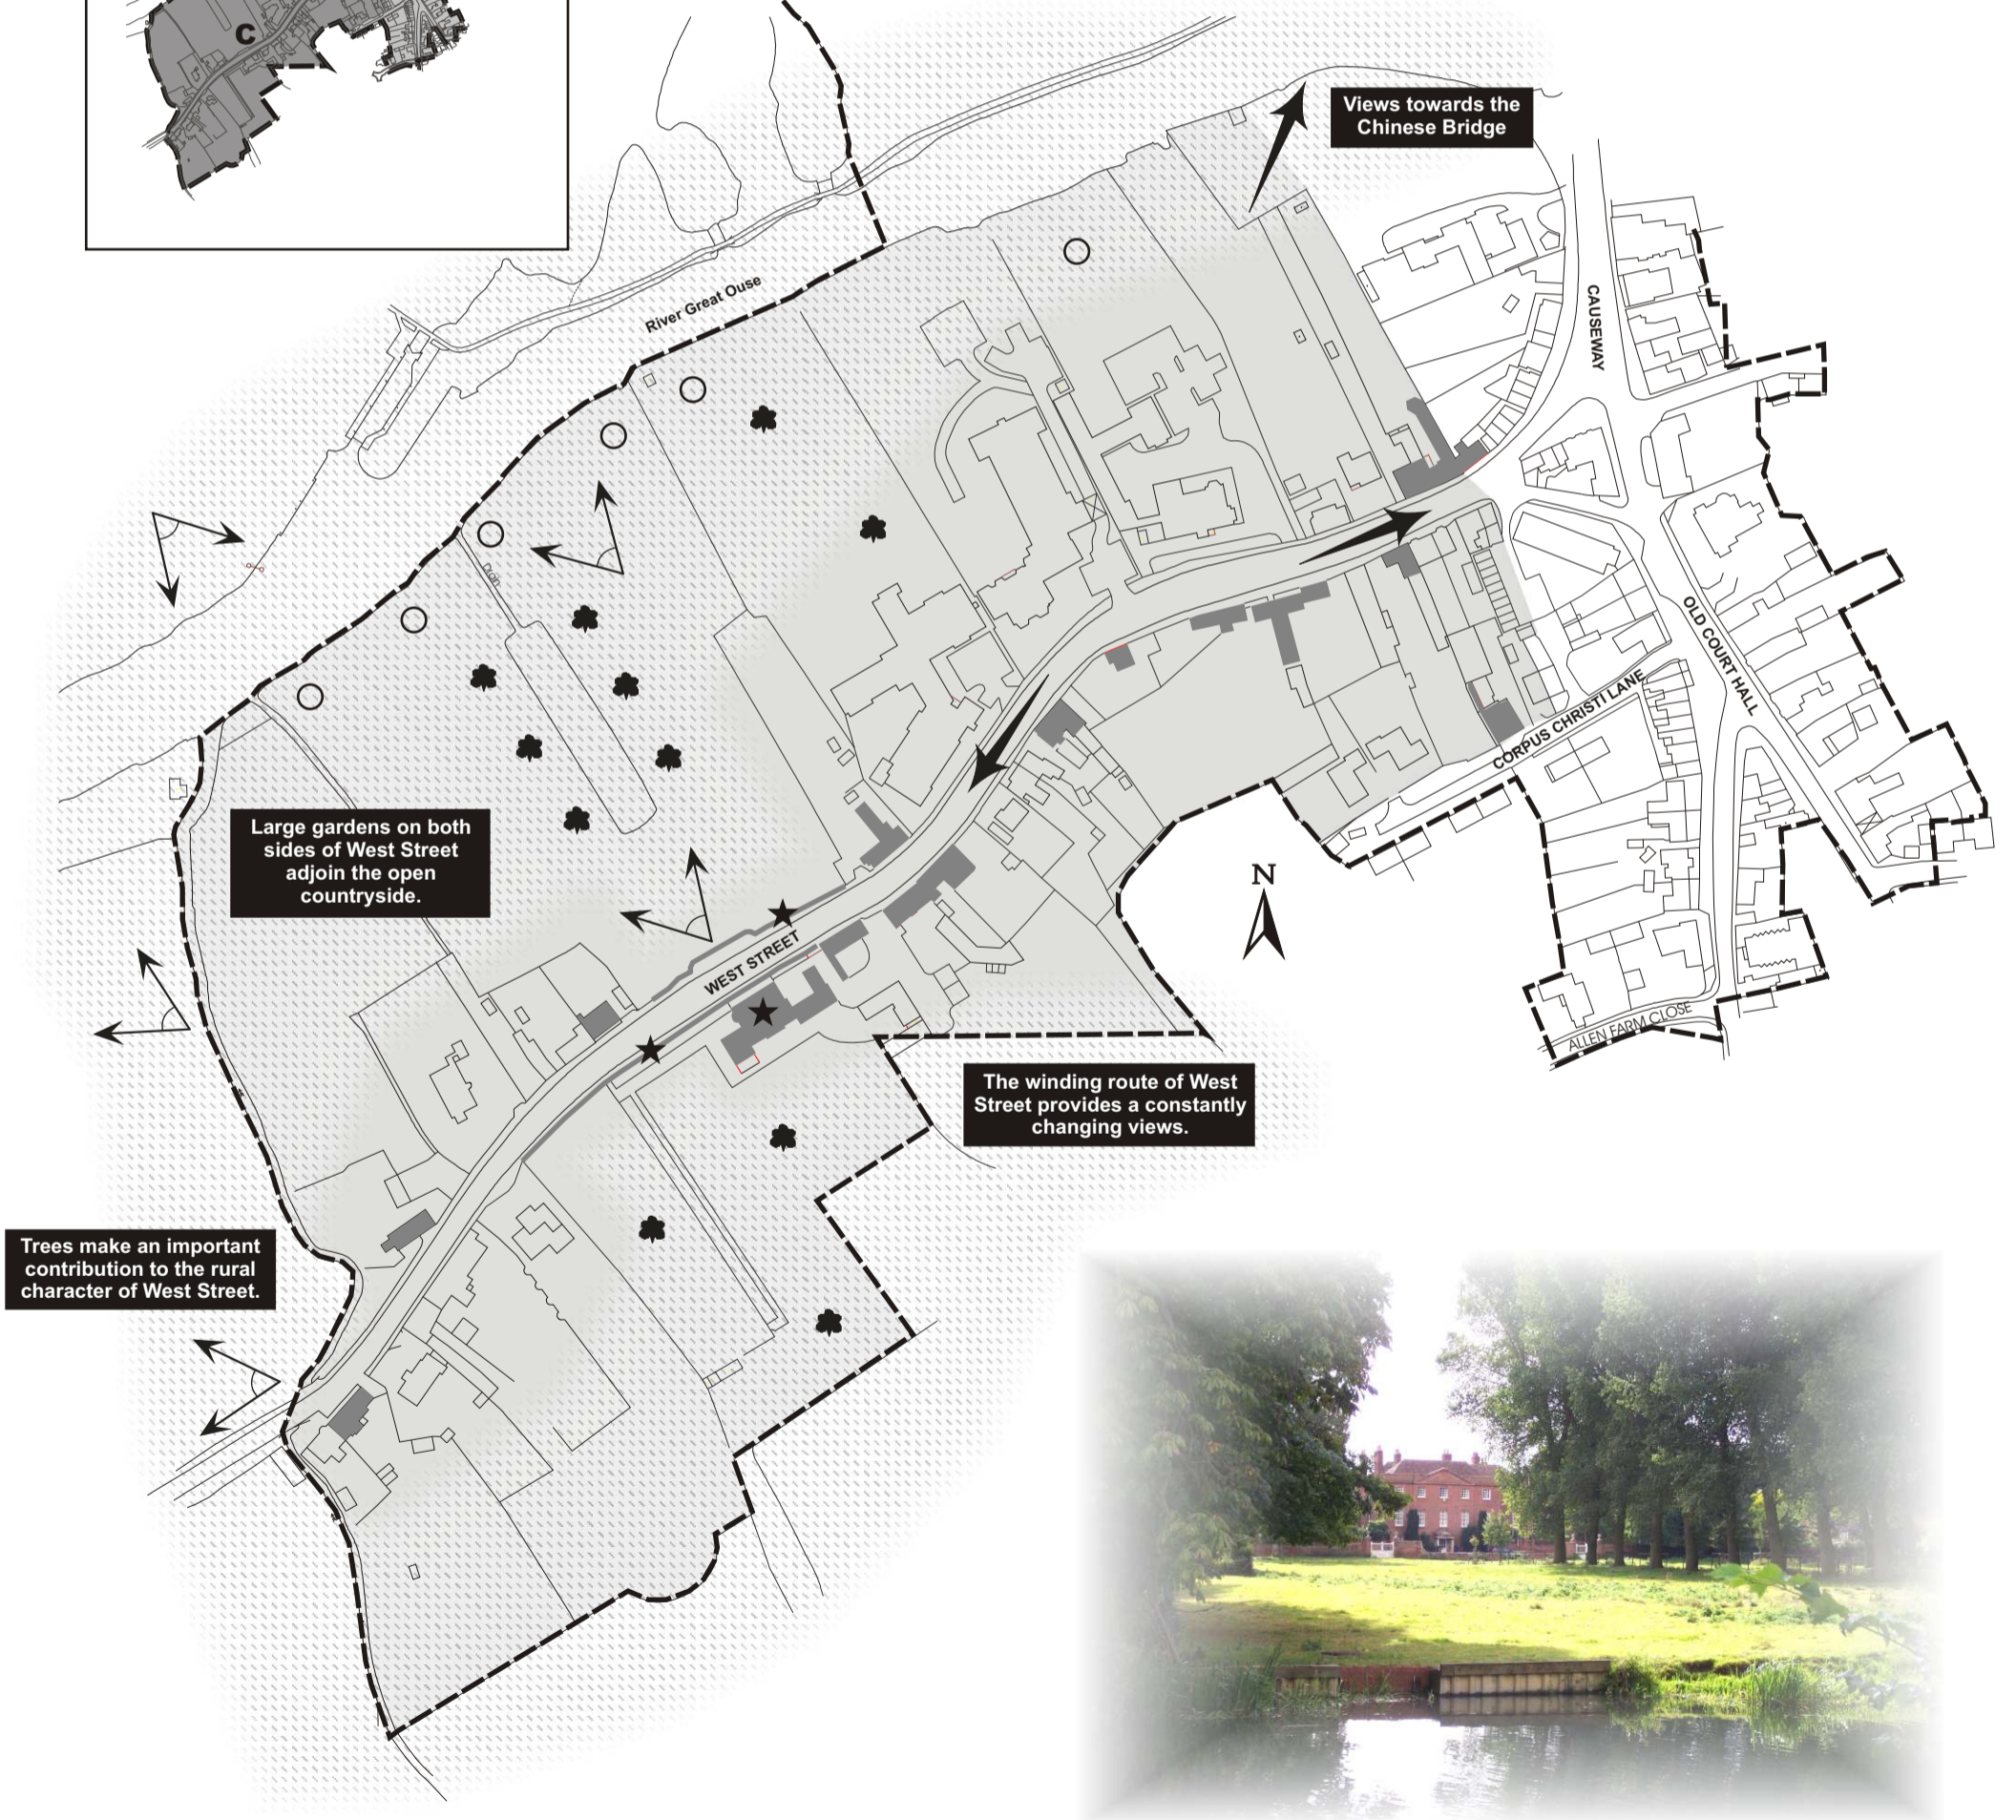 C
Views towards the
Chinese Bridge
River Great Ouse
CAUSEWAY
Drain
OLD COURT HALL
CORPUS CHRISTI LANE
Large gardens on both
sides of West Street
adjoin the open
countryside.
N
WEST STREET
ALLEN FARM CLOSE
The winding route of West
Street provides a constantly
changing views.
Trees make an important
contribution to the rural
character of West Street.